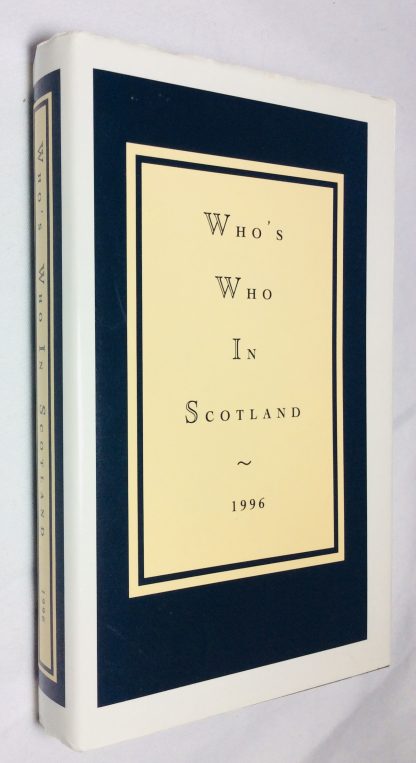 Who's
Who
In
Scotland
~
1996
Who's Who In Scotland 1996